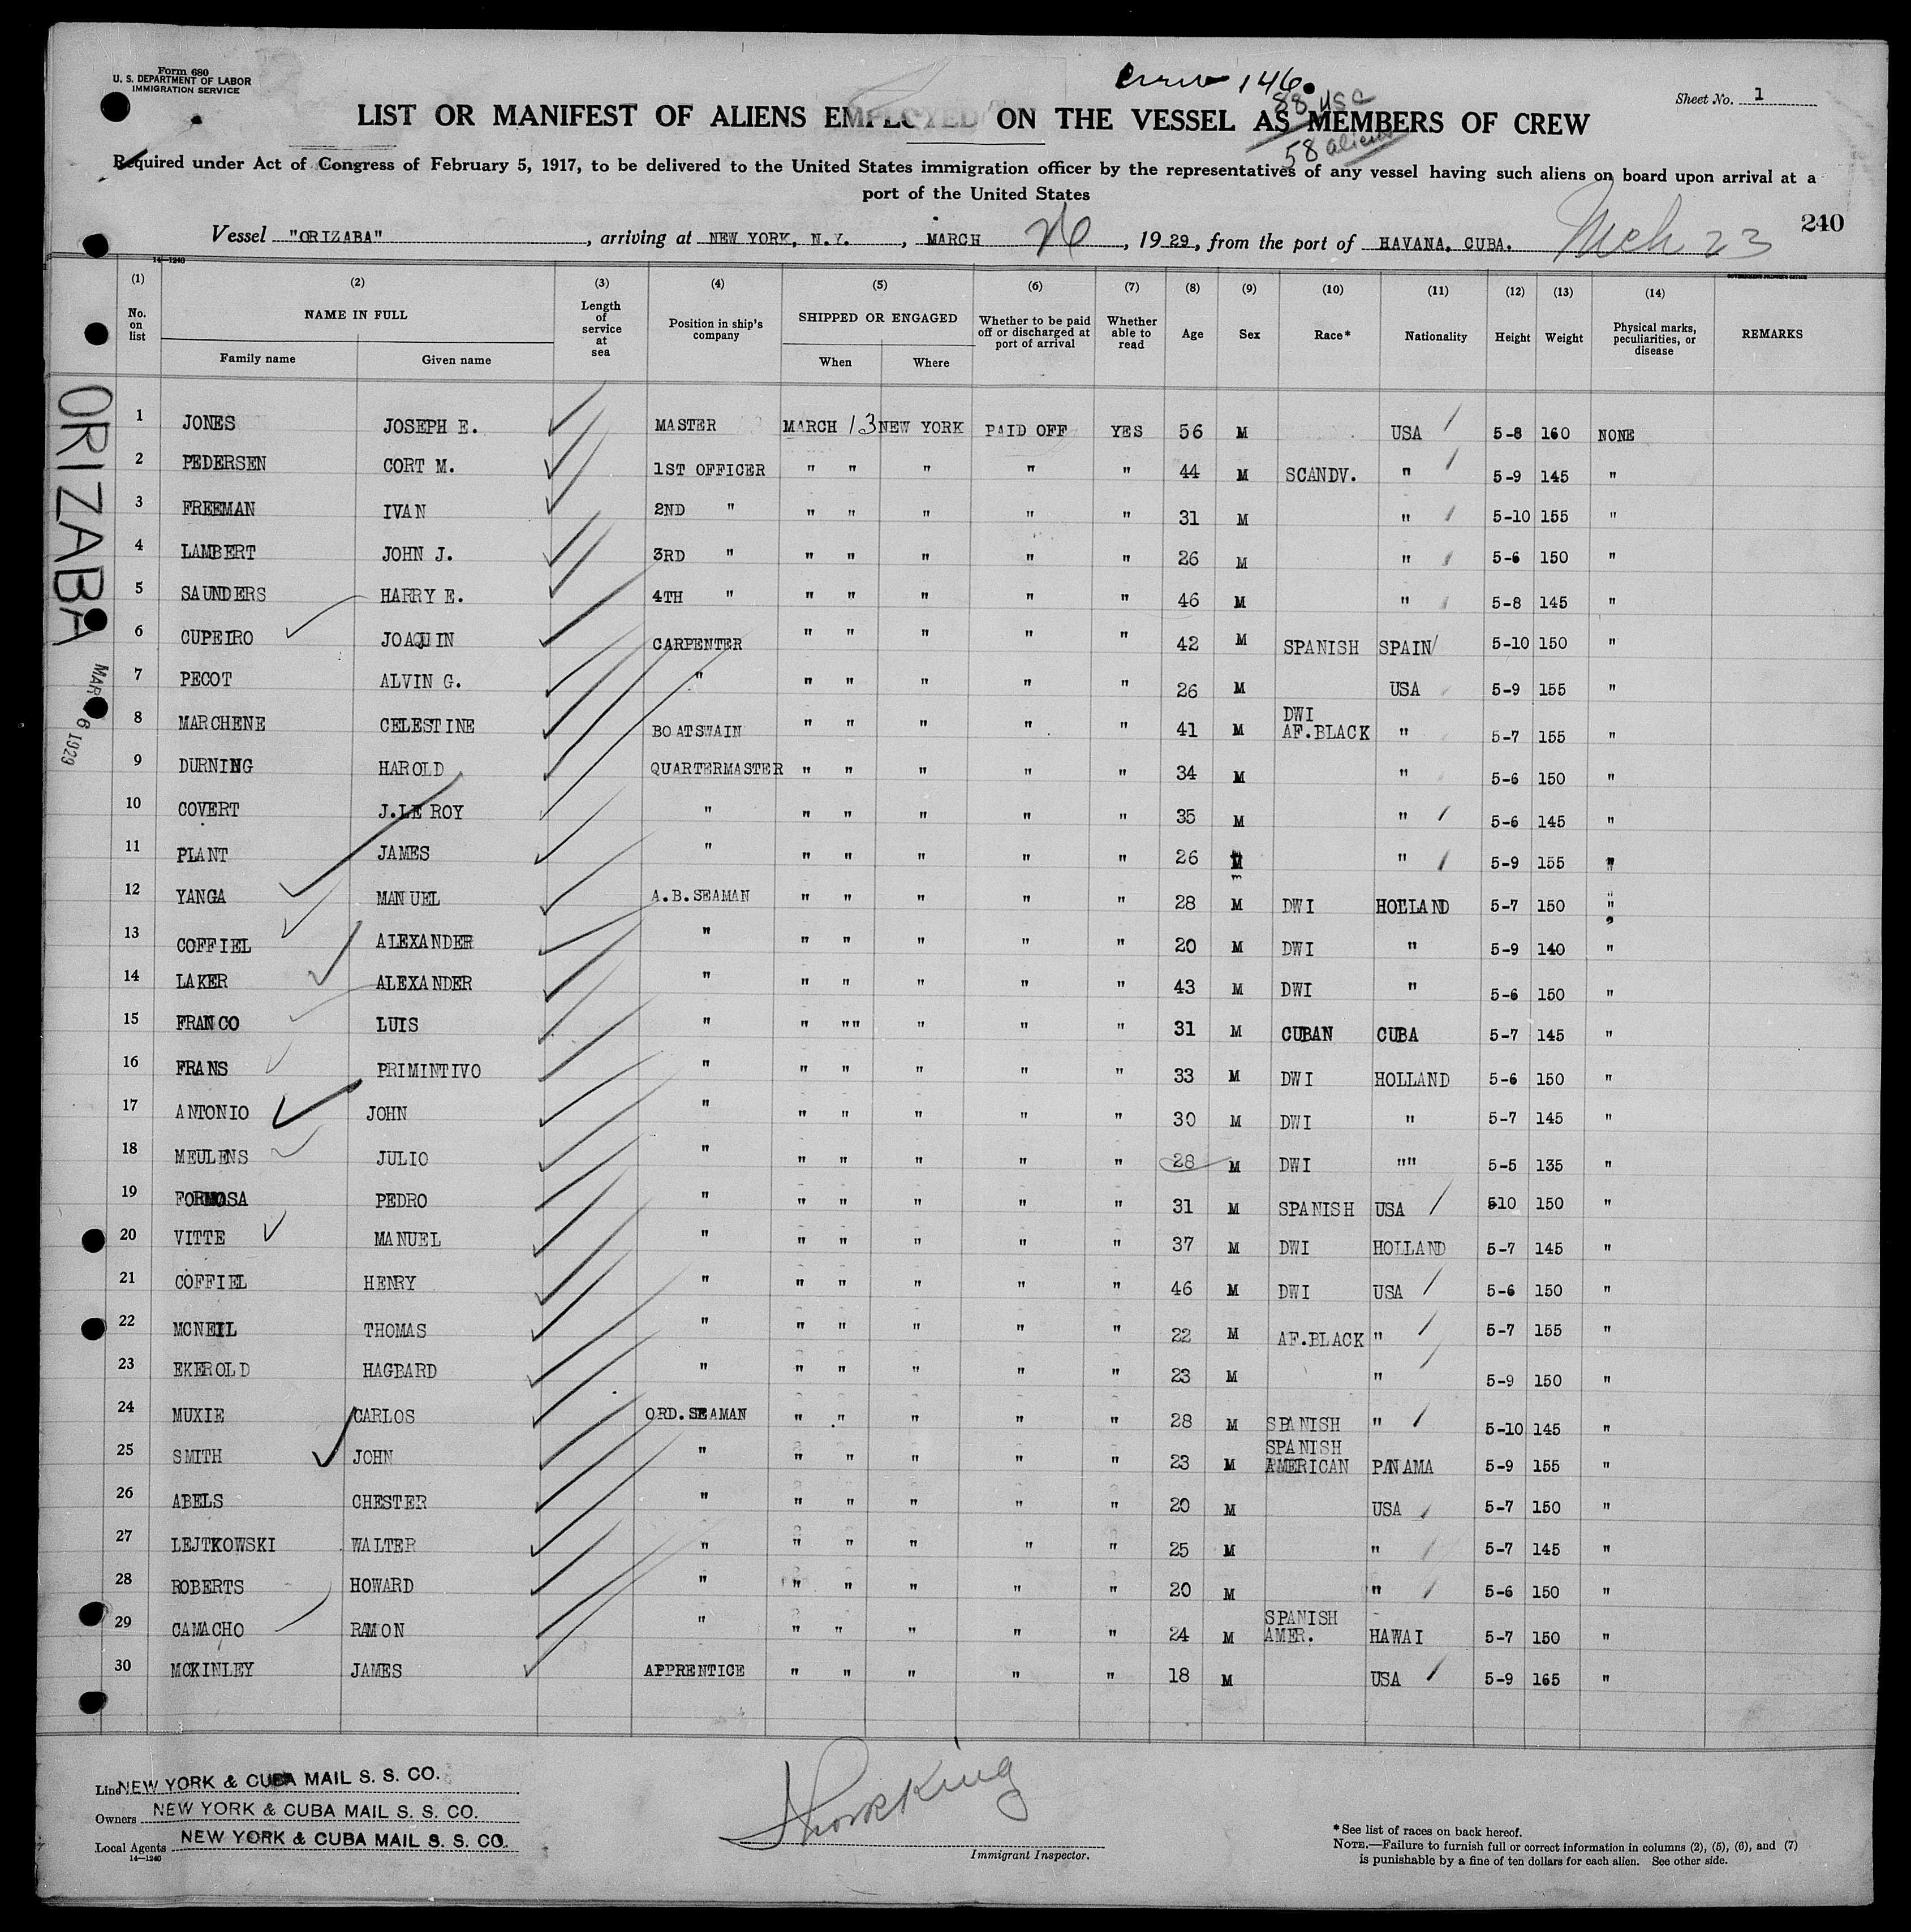 Form 680
U. S. DEPARTMENT OF LABOR
IMMIGRATION SERVICE
Crew 146
88 USC
58 aliens
Sheet No. 1
LIST OR MANIFEST OF ALIENS EMPLOYED ON THE VESSEL AS MEMBERS OF CREW
Required under Act of Congress of February 5, 1917, to be delivered to the United States immigration officer by the representatives of any vessel having such aliens on board upon arrival at a
port of the United States
240
Vessel "ORIZABA", arriving at NEW YORK, N.Y., MARCH 26, 1929, from the port of HAVANA, CUBA. Mch 23
14—1240
GOVERNMENT PRINTING OFFICE
(1) (2) (3) (4) (5) (6) (7) (8) (9) (10) (11) (12) (13) (14)
No. on list NAME IN FULL Length of service at sea Position in ship's company SHIPPED OR ENGAGED Whether to be paid off or discharged at port of arrival Whether able to read Age Sex Race* Nationality Height Weight Physical marks, peculiarities, or disease REMARKS
Family name Given name When Where
ORIZABA
MAR 6 1929
1 JONES JOSEPH E. MASTER MARCH 13 NEW YORK PAID OFF YES 56 M USA 5-8 160 NONE
2 PEDERSEN CORT M. 1ST OFFICER " " " " " 44 M SCANDV. " 5-9 145 "
3 FREEMAN IVAN 2ND " " " " " " 31 M " 5-10 155 "
4 LAMBERT JOHN J. 3RD " " " " " " 26 M " 5-6 150 "
5 SAUNDERS HARRY E. 4TH " " " " " " 46 M " 5-8 145 "
6 CUPEIRO JOAQUIN CARPENTER " " " " " 42 M SPANISH SPAIN 5-10 150 "
7 PECOT ALVIN G. " " " " " " 26 M USA 5-9 155 "
8 MARCHENE CELESTINE BOATSWAIN " " " " " 41 M DWI AF.BLACK " 5-7 155 "
9 DURNING HAROLD QUARTERMASTER " " " " " 34 M " 5-6 150 "
10 COVERT J.LE ROY " " " " " " 35 M " 5-6 145 "
11 PLANT JAMES " " " " " " 26 M " 5-9 155 "
12 YANGA MANUEL A.B.SEAMAN " " " " " 28 M DWI HOLLAND 5-7 150 "
13 COFFIEL ALEXANDER " " " " " " 20 M DWI " 5-9 140 "
14 LAKER ALEXANDER " " " " " " 43 M DWI " 5-6 150 "
15 FRANCO LUIS " " "" " " " 31 M CUBAN CUBA 5-7 145 "
16 FRANS PRIMINTIVO " " " " " " 33 M DWI HOLLAND 5-6 150 "
17 ANTONIO JOHN " " " " " " 30 M DWI " 5-7 145 "
18 MEULENS JULIO " " " " " " 28 M DWI "" 5-5 135 "
19 FORMOSA PEDRO " " " " " " 31 M SPANISH USA 510 150 "
20 VITTE MANUEL " " " " " " 37 M DWI HOLLAND 5-7 145 "
21 COFFIEL HENRY " " " " " " 46 M DWI USA 5-6 150 "
22 MCNEIL THOMAS " " " " " " 22 M AF.BLACK " 5-7 155 "
23 EKEROLD HAGBARD " " " " " " 23 M " 5-9 150 "
24 MUXIE CARLOS ORD.SEAMAN " " " " " 28 M SPANISH " 5-10 145 "
25 SMITH JOHN " " " " " " 23 M SPANISH AMERICAN PANAMA 5-9 155 "
26 ABELS CHESTER " " " " " " 20 M USA 5-7 150 "
27 LEJTKOWSKI WALTER " " " " " " 25 M " 5-7 145 "
28 ROBERTS HOWARD " " " " " " 20 M " 5-6 150 "
29 CAMACHO RAMON " " " " " " 24 M SPANISH AMER. HAWAI 5-7 150 "
30 MCKINLEY JAMES APPRENTICE " " " " " 18 M USA 5-9 165 "
Line NEW YORK & CUBA MAIL S. S. CO.
Owners NEW YORK & CUBA MAIL S. S. CO.
Local Agents NEW YORK & CUBA MAIL S. S. CO.
14—1240
Immigrant Inspector.
*See list of races on back hereof.
NOTE.—Failure to furnish full or correct information in columns (2), (5), (6), and (7)
is punishable by a fine of ten dollars for each alien. See other side.